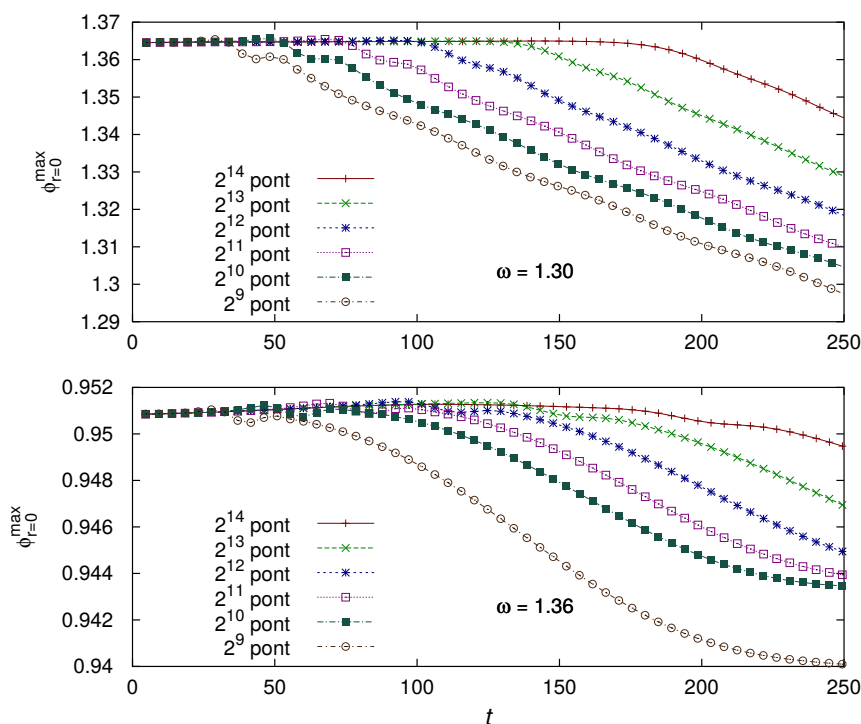 1.37
1.36
1.35
1.34
1.33
1.32
1.31
1.3
1.29
ϕ_{r=0}^{max}
2^{14} pont
2^{13} pont
2^{12} pont
2^{11} pont
2^{10} pont
2^{9} pont
ω = 1.30
0 50 100 150 200 250
0.952
0.95
0.948
0.946
0.944
0.942
0.94
ϕ_{r=0}^{max}
2^{14} pont
2^{13} pont
2^{12} pont
2^{11} pont
2^{10} pont
2^{9} pont
ω = 1.36
0 50 100 150 200 250
t